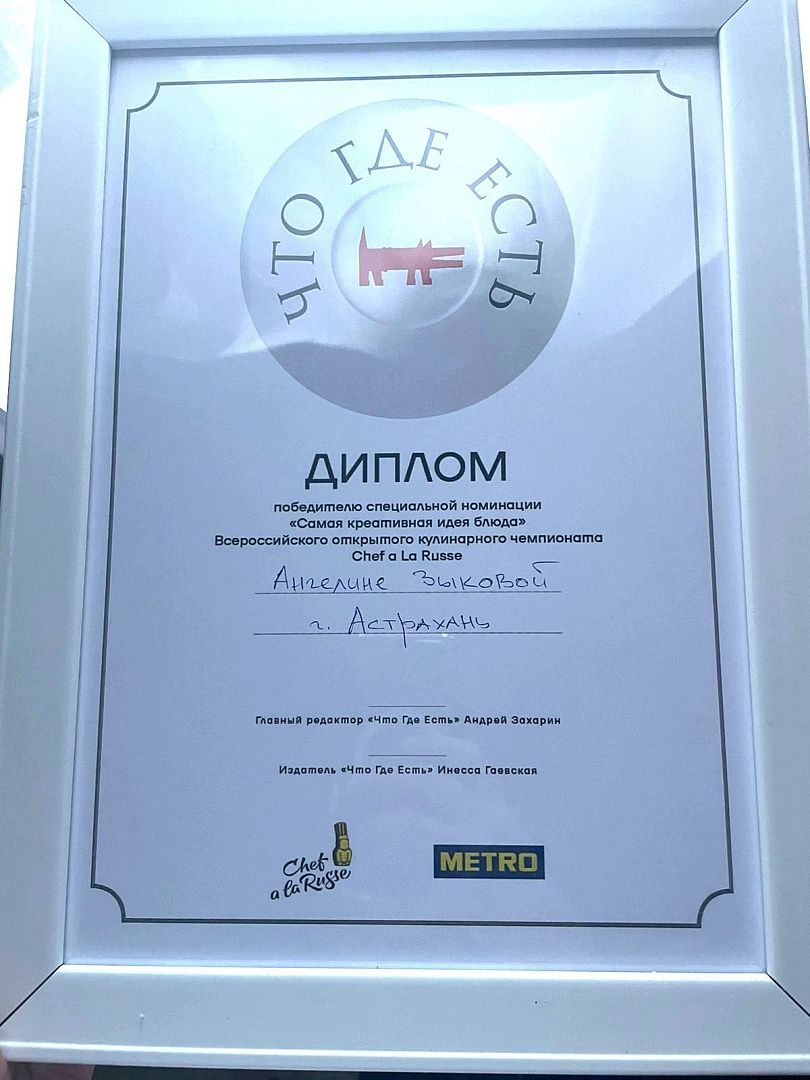 ЧТО ГДЕ ЕСТЬ
ДИПЛОМ
победителю специальной номинации
«Самая креативная идея блюда»
Всероссийского открытого кулинарного чемпионата
Chef a La Russe
Ангелине Зыковой
г. Астрахань
Главный редактор «Что Где Есть» Андрей Захарин
Издатель «Что Где Есть» Инесса Гаевская
Chef
a la Russe
METRO